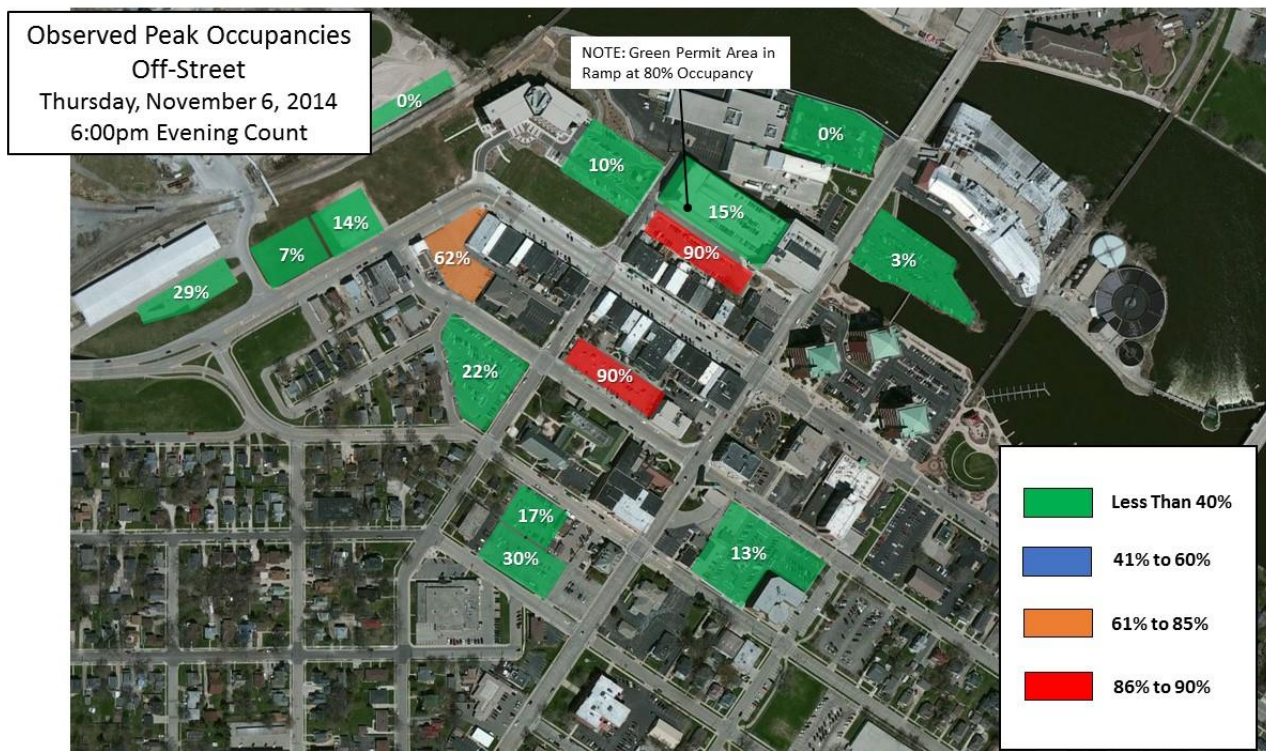 Observed Peak Occupancies
Off-Street
Thursday, November 6, 2014
6:00pm Evening Count
NOTE: Green Permit Area in
Ramp at 80% Occupancy
0%
0%
10%
15%
14%
90%
62%
7%
3%
29%
90%
22%
17%
30%
13%
Less Than 40%
41% to 60%
61% to 85%
86% to 90%